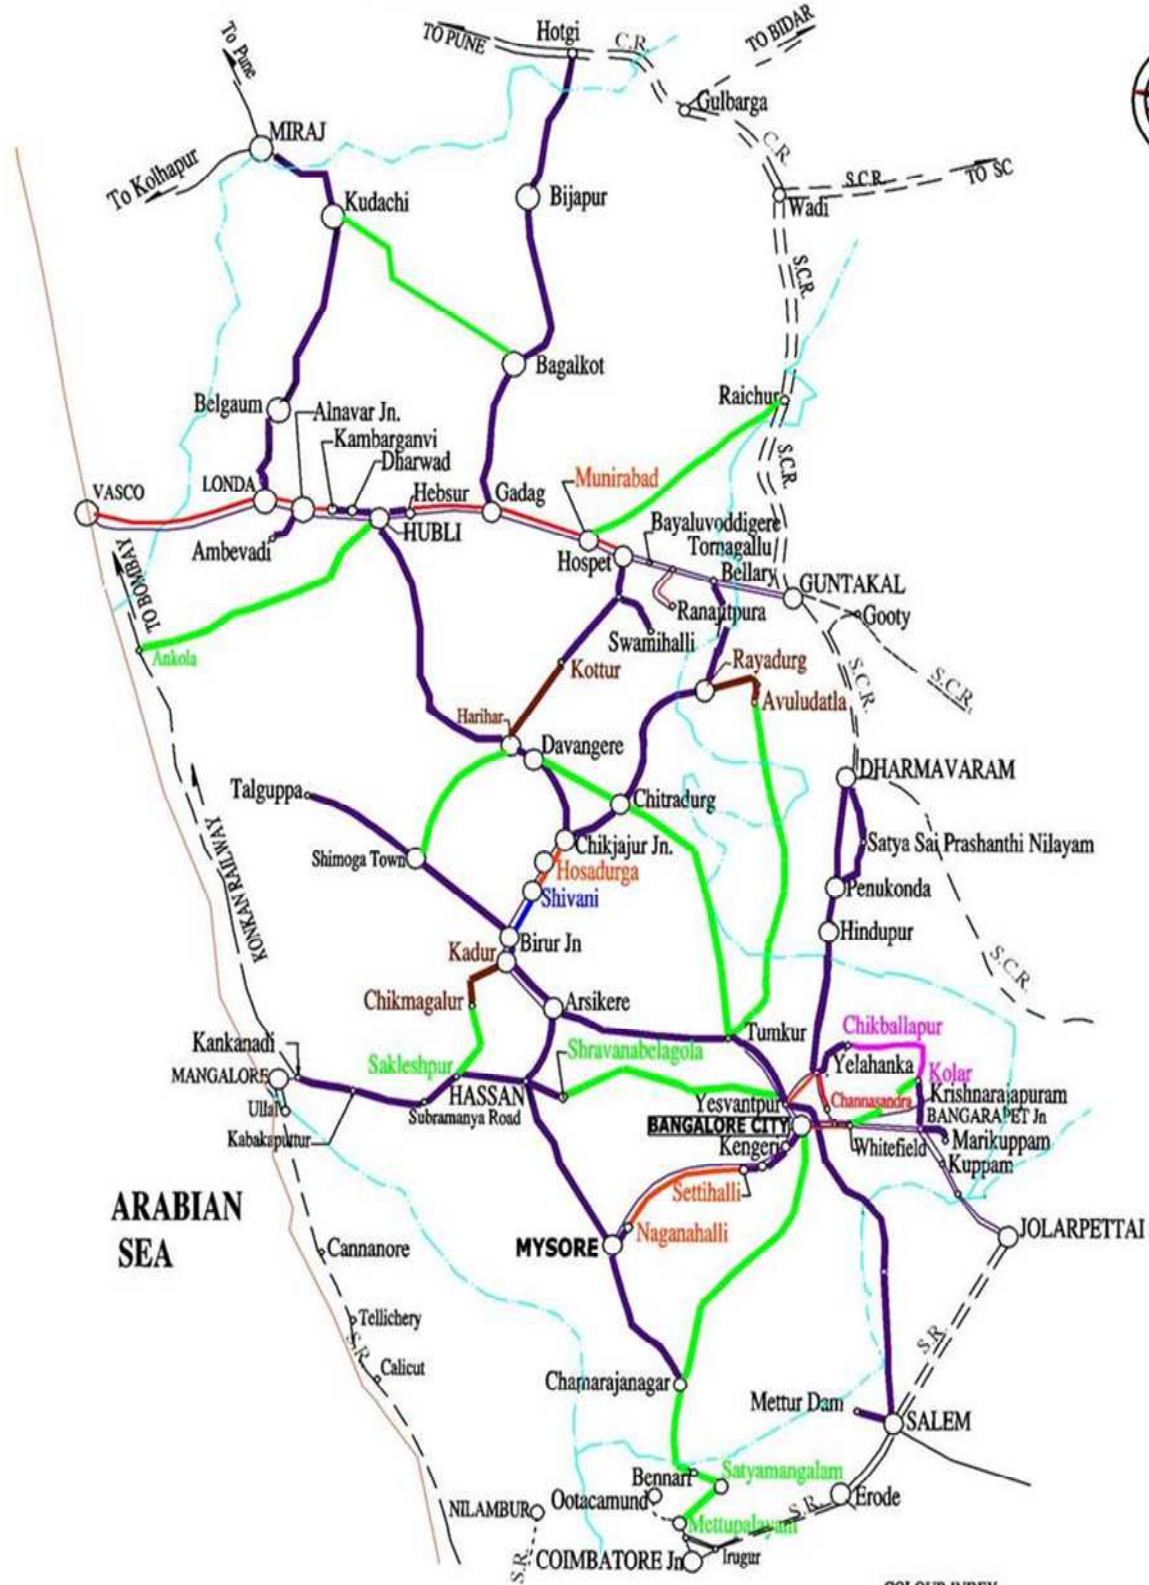 To Pune
TO PUNE
Hotgi
C.R.
TO BIDAR
Gulbarga
C.R.
MIRAJ
To Kolhapur
S.C.R.
TO SC
Wadi
Kudachi
Bijapur
S.C.R.
Bagalkot
Raichur
Belgaum
Alnavar Jn.
Kambarganvi
Dharwad
S.C.R.
Munirabad
LONDA
VASCO
Hebsur
Gadag
Bayaluvoddigere
HUBLI
Tornagallu
Ambevadi
Hospet
Bellary
GUNTAKAL
TO BOMBAY
Ranajitpura
Gooty
Swamihalli
Ankola
Kottur
Rayadurg
S.C.R.
S.C.R.
Avuludatla
Harihar
Davangere
DHARMAVARAM
Talguppa
Chitradurg
Chikjajur Jn.
Satya Sai Prashanthi Nilayam
Shimoga Town
Hosadurga
KONKAN RAILWAY
Shivani
Penukonda
Birur Jn
Hindupur
Kadur
S.C.R.
Chikmagalur
Arsikere
Tumkur
Chikballapur
Kankanadi
Shravanabelagola
Sakleshpur
Yelahanka
Kolar
MANGALORE
HASSAN
Krishnarajapuram
Yesvantpur
Channasandra
Ullal
Subramanya Road
BANGARAPET Jn
BANGALORE CITY
Kabakaputtur
Kengeri
Whitefield
Marikuppam
Kuppam
Settihalli
ARABIAN
SEA
Naganahalli
JOLARPETTAI
MYSORE
Cannanore
Tellichery
S.R.
S.R.
Calicut
Chamarajanagar
Mettur Dam
SALEM
Satyamangalam
Bennari
Ootacamund
Erode
S.R.
NILAMBUR
Mettupalayam
S.R.
COIMBATORE Jn
Irugur